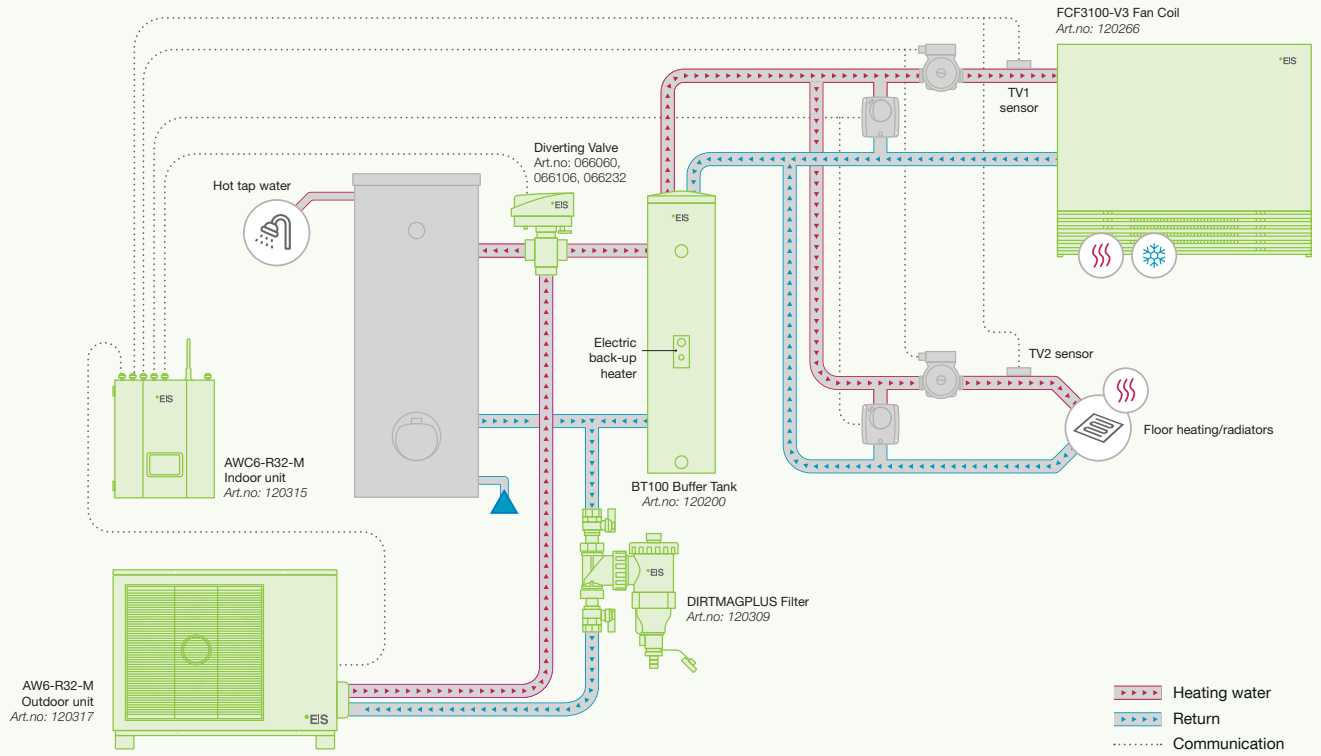 FCF3100-V3 Fan Coil
Art.no: 120266
°EIS
TV1
sensor
Diverting Valve
Art.no: 066060,
066106, 066232
°EIS
Hot tap water
°EIS
Electric
back-up
heater
TV2 sensor
Floor heating/radiators
°EIS
AWC6-R32-M
Indoor unit
Art.no: 120315
BT100 Buffer Tank
Art.no: 120200
°EIS
DIRTMAGPLUS Filter
Art.no: 120309
AW6-R32-M
Outdoor unit
Art.no: 120317
°EIS
Heating water
Return
Communication